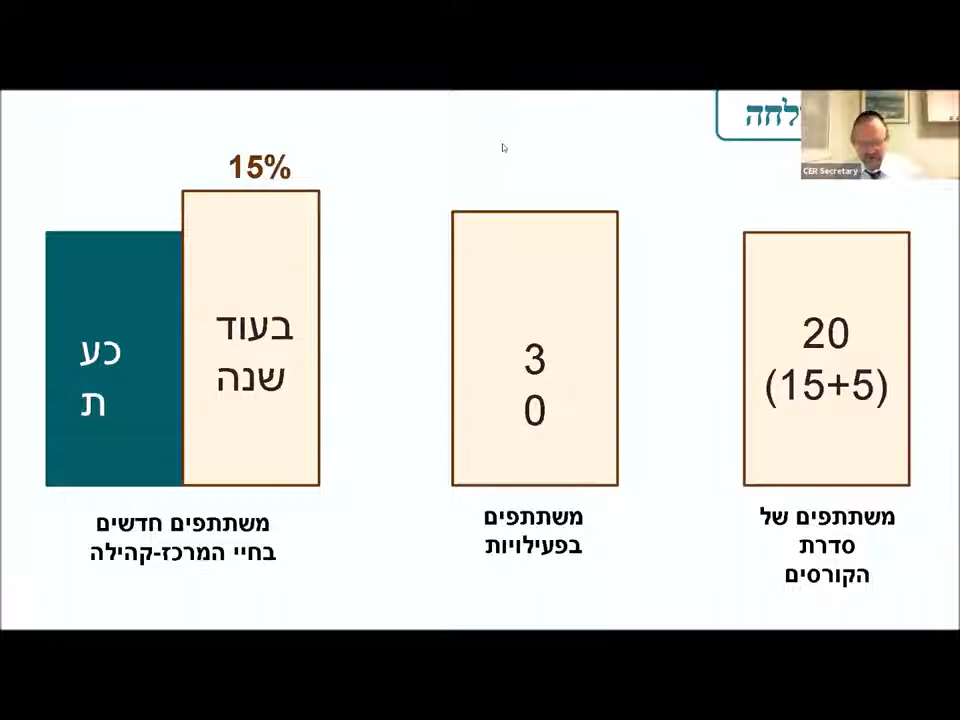 CER Secretary
20
(15+5)
משתתפים של
סדרת
הקורסים
3
0
משתתפים
בפעילויות
15%
בעוד
שנה
כע
ת
משתתפים חדשים
בחיי המרכז-קהילה